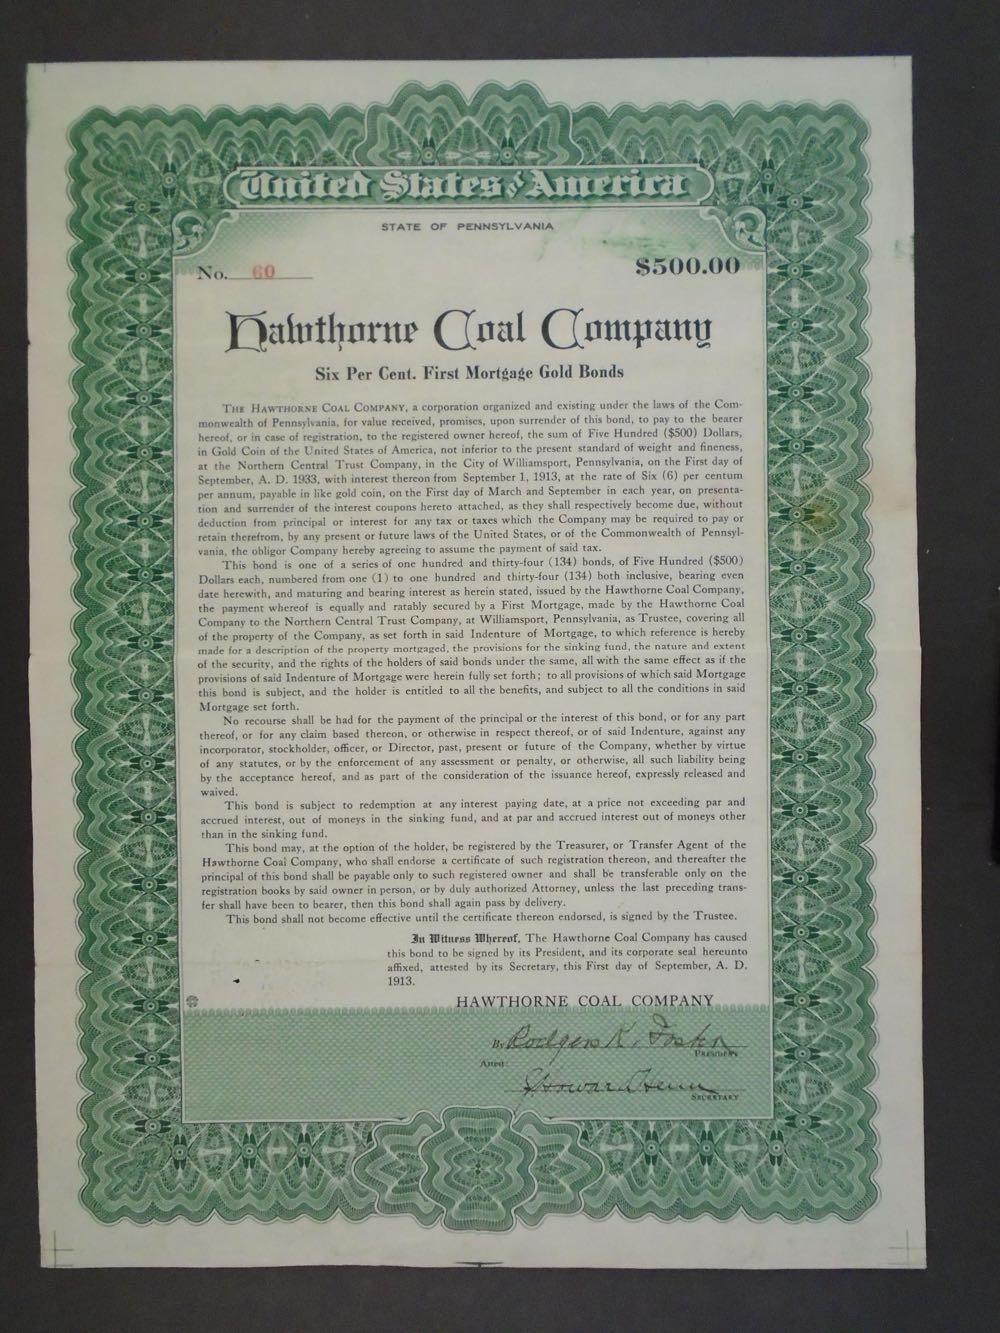 United States of America
STATE OF PENNSYLVANIA
No. 60
$500.00
Hawthorne Coal Company
Six Per Cent. First Mortgage Gold Bonds
THE HAWTHORNE COAL COMPANY, a corporation organized and existing under the laws of the Com-
monwealth of Pennsylvania, for value received, promises, upon surrender of this bond, to pay to the bearer
hereof, or in case of registration, to the registered owner hereof, the sum of Five Hundred ($500) Dollars,
in Gold Coin of the United States of America, not inferior to the present standard of weight and fineness,
at the Northern Central Trust Company, in the City of Williamsport, Pennsylvania, on the First day of
September, A. D. 1933, with interest thereon from September 1, 1913, at the rate of Six (6) per centum
per annum, payable in like gold coin, on the First day of March and September in each year, on presenta-
tion and surrender of the interest coupons hereto attached, as they shall respectively become due, without
deduction from principal or interest for any tax or taxes which the Company may be required to pay or
retain therefrom, by any present or future laws of the United States, or of the Commonwealth of Pennsyl-
vania, the obligor Company hereby agreeing to assume the payment of said tax.
This bond is one of a series of one hundred and thirty-four (134) bonds, of Five Hundred ($500)
Dollars each, numbered from one (1) to one hundred and thirty-four (134) both inclusive, bearing even
date herewith, and maturing and bearing interest as herein stated, issued by the Hawthorne Coal Company,
the payment whereof is equally and ratably secured by a First Mortgage, made by the Hawthorne Coal
Company to the Northern Central Trust Company, at Williamsport, Pennsylvania, as Trustee, covering all
of the property of the Company, as set forth in said Indenture of Mortgage, to which reference is hereby
made for a description of the property mortgaged, the provisions for the sinking fund, the nature and extent
of the security, and the rights of the holders of said bonds under the same, all with the same effect as if the
provisions of said Indenture of Mortgage were herein fully set forth; to all provisions of which said Mortgage
this bond is subject, and the holder is entitled to all the benefits, and subject to all the conditions in said
Mortgage set forth.
No recourse shall be had for the payment of the principal or the interest of this bond, or for any part
thereof, or for any claim based thereon, or otherwise in respect thereof, or of said Indenture, against any
incorporator, stockholder, officer, or Director, past, present or future of the Company, whether by virtue
of any statutes, or by the enforcement of any assessment or penalty, or otherwise, all such liability being
by the acceptance hereof, and as part of the consideration of the issuance hereof, expressly released and
waived.
This bond is subject to redemption at any interest paying date, at a price not exceeding par and
accrued interest, out of moneys in the sinking fund, and at par and accrued interest out of moneys other
than in the sinking fund.
This bond may, at the option of the holder, be registered by the Treasurer, or Transfer Agent of the
Hawthorne Coal Company, who shall endorse a certificate of such registration thereon, and thereafter the
principal of this bond shall be payable only to such registered owner and shall be transferable only on the
registration books by said owner in person, or by duly authorized Attorney, unless the last preceding trans-
fer shall have been to bearer, then this bond shall again pass by delivery.
This bond shall not become effective until the certificate thereon endorsed, is signed by the Trustee.
In Witness Whereof, The Hawthorne Coal Company has caused
this bond to be signed by its President, and its corporate seal hereunto
affixed, attested by its Secretary, this First day of September, A. D.
1913.
HAWTHORNE COAL COMPANY
By Rodgers K. Foster
PRESIDENT
Attest:
SECRETARY